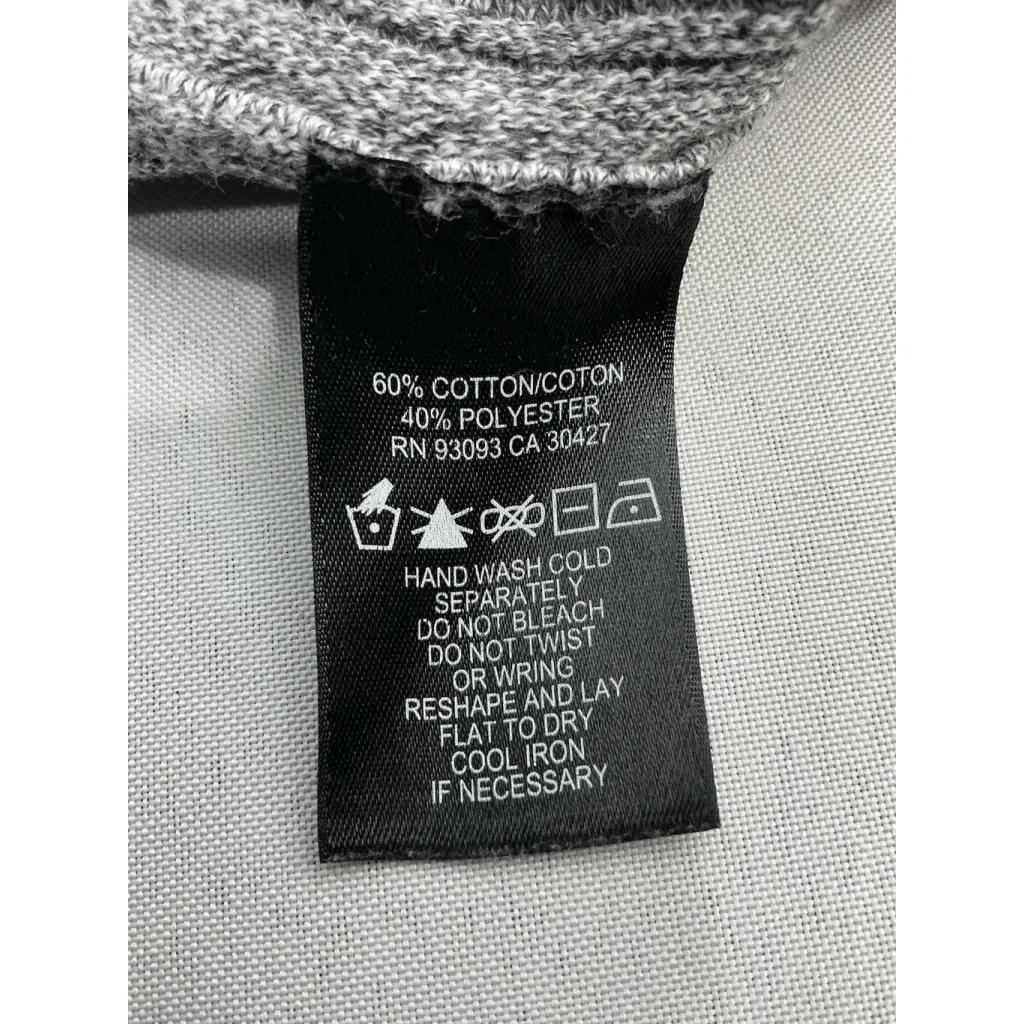 60% COTTON/COTON
40% POLYESTER
RN 93093 CA 30427
HAND WASH COLD
SEPARATELY
DO NOT BLEACH
DO NOT TWIST
OR WRING
RESHAPE AND LAY
FLAT TO DRY
COOL IRON
IF NECESSARY